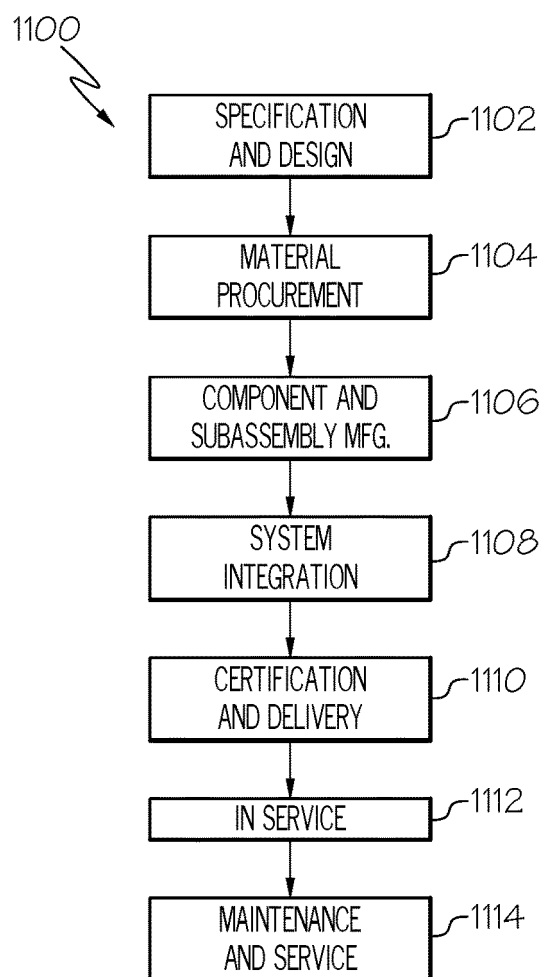 1100
SPECIFICATION
AND DESIGN
1102
MATERIAL
PROCUREMENT
1104
COMPONENT AND
SUBASSEMBLY MFG.
1106
SYSTEM
INTEGRATION
1108
CERTIFICATION
AND DELIVERY
1110
IN SERVICE
1112
MAINTENANCE
AND SERVICE
1114